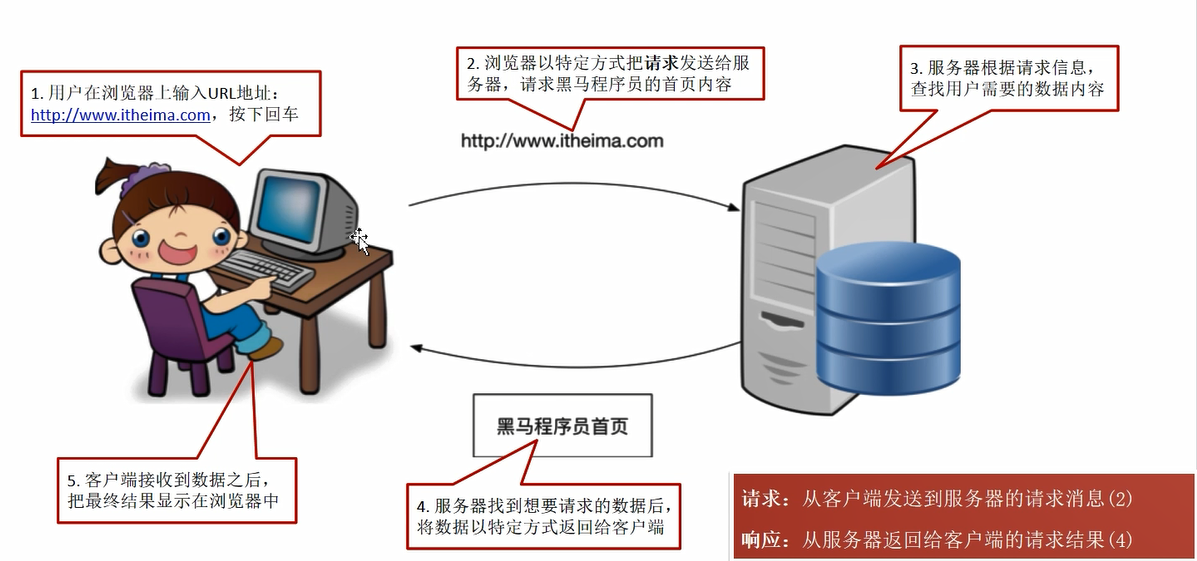 1. 用户在浏览器上输入URL地址：
http://www.itheima.com，按下回车
2. 浏览器以特定方式把请求发送给服
务器，请求黑马程序员的首页内容
3. 服务器根据请求信息，
查找用户需要的数据内容
http://www.itheima.com
黑马程序员首页
4. 服务器找到想要请求的数据后，
将数据以特定方式返回给客户端
5. 客户端接收到数据之后，
把最终结果显示在浏览器中
请求：从客户端发送到服务器的请求消息(2)
响应：从服务器返回给客户端的请求结果(4)